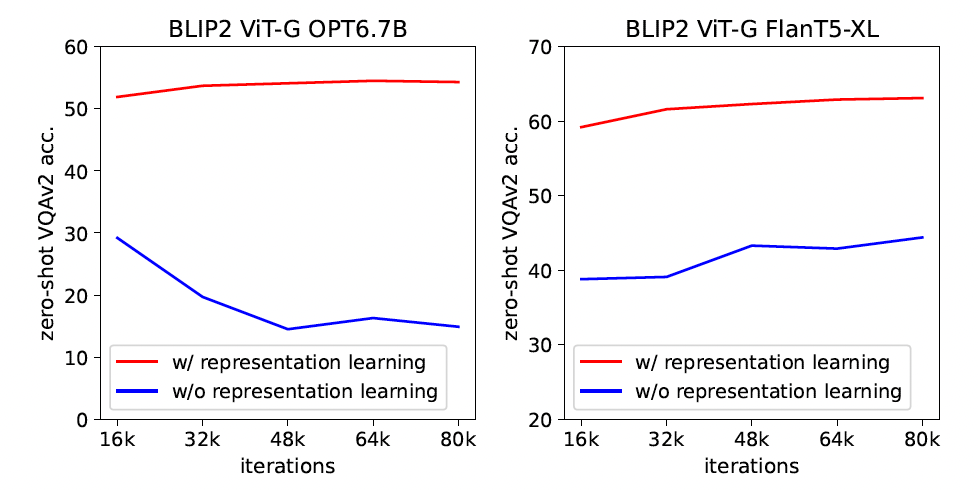 BLIP2 ViT-G OPT6.7B
zero-shot VQAv2 acc.
60
50
40
30
20
10
0
w/ representation learning
w/o representation learning
16k 32k 48k 64k 80k
iterations
BLIP2 ViT-G FlanT5-XL
zero-shot VQAv2 acc.
70
60
50
40
30
20
w/ representation learning
w/o representation learning
16k 32k 48k 64k 80k
iterations